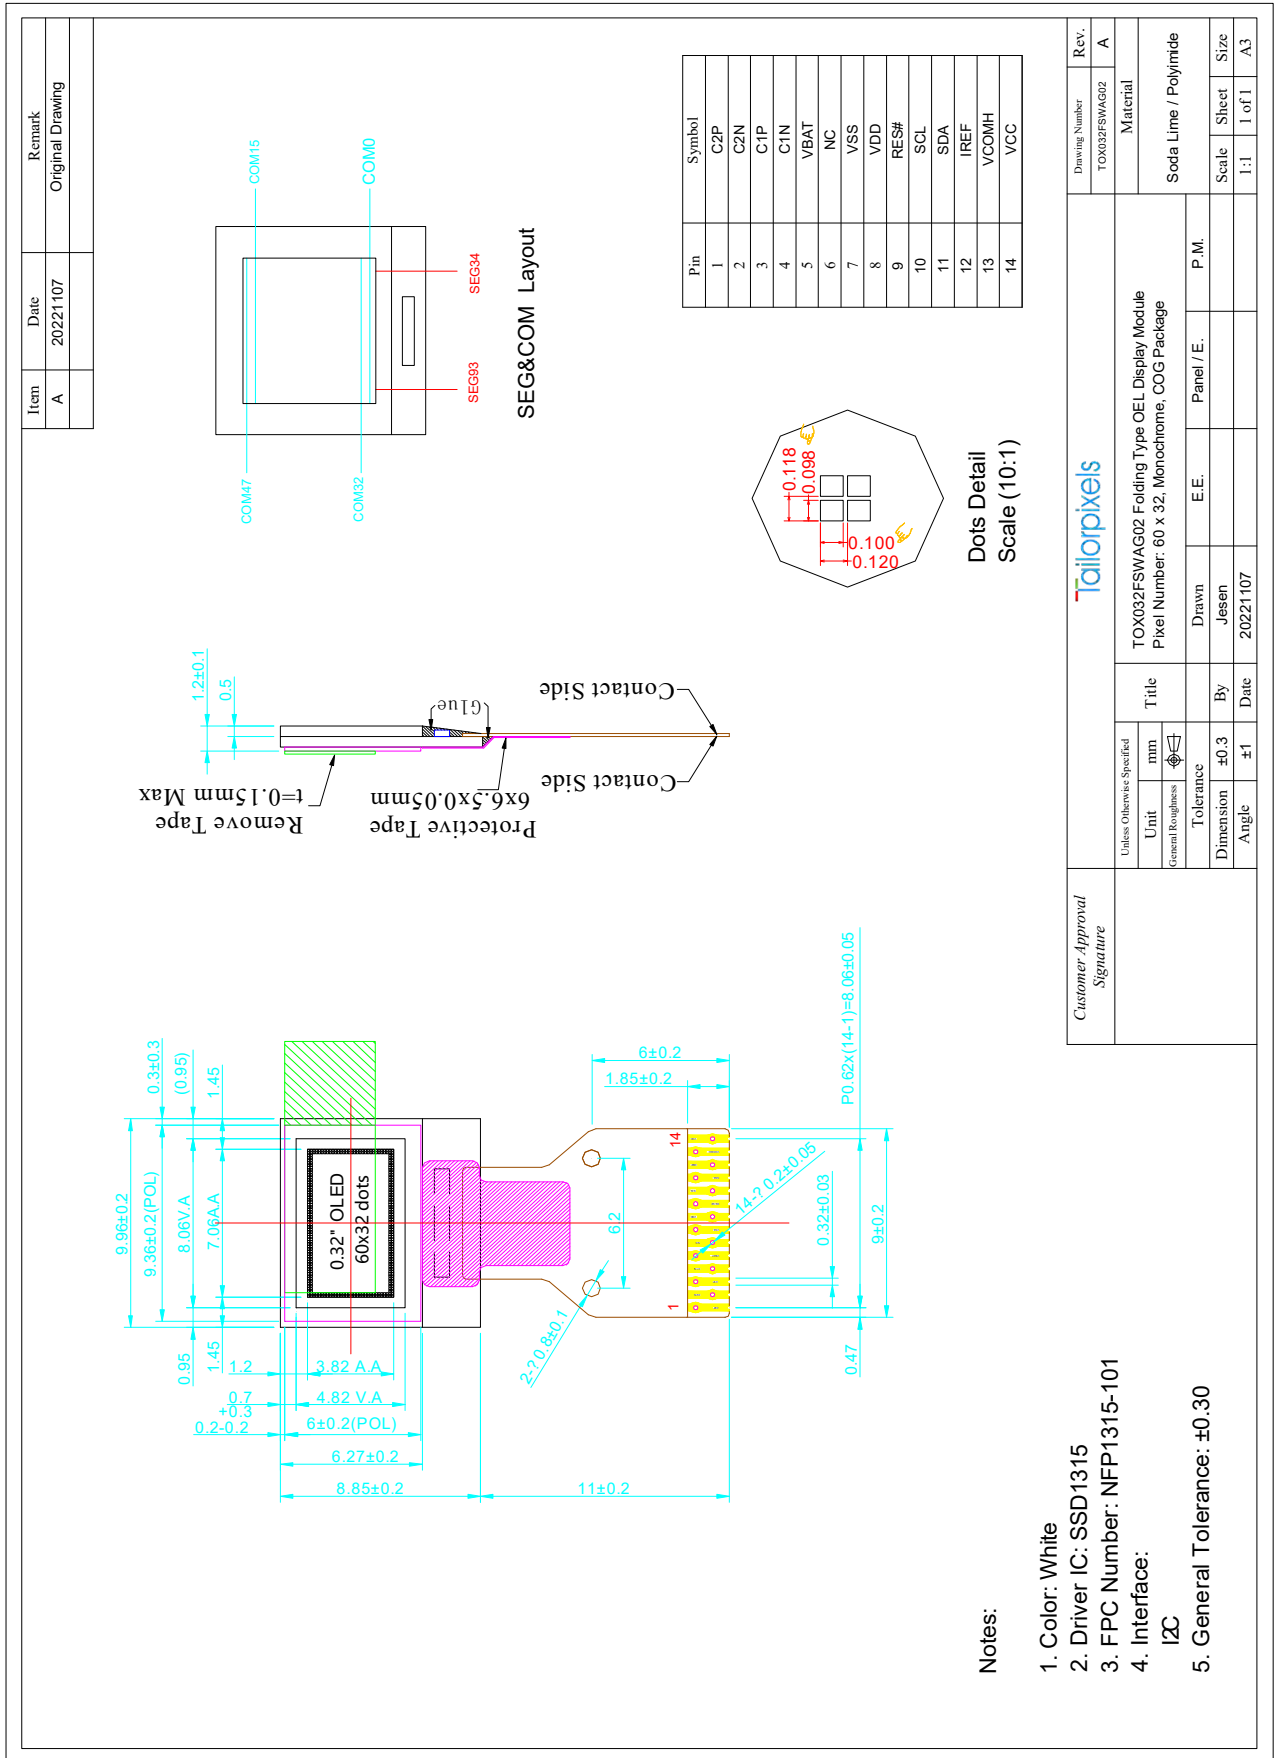 Item Date Remark
A 20221107 Original Drawing
9.96±0.2
9.36±0.2(POL)
8.06V.A
7.06A.A
0.3±0.3
(0.95)
1.45
0.95
1.45
1.2
0.7
+0.3
0.2-0.2
3.82 A.A
4.82 V.A
6±0.2(POL)
6.27±0.2
8.85±0.2
11±0.2
0.32" OLED
60x32 dots
6±0.2
1.85±0.2
6.2
2-?0.8±0.1
14-?0.2±0.05
1
14
P0.62x(14-1)=8.06±0.05
0.32±0.03
9±0.2
0.47
1.2±0.1
0.5
Remove Tape
t=0.15mm Max
Protective Tape
6x6.5x0.05mm
Glue
Contact Side
Contact Side
COM47
COM32
COM15
COM0
SEG93
SEG34
SEG&COM Layout
0.118
0.098
0.100
0.120
Dots Detail
Scale (10:1)
Pin Symbol
1 C2P
2 C2N
3 C1P
4 C1N
5 VBAT
6 NC
7 VSS
8 VDD
9 RES#
10 SCL
11 SDA
12 IREF
13 VCOMH
14 VCC
Notes:
1. Color: White
2. Driver IC: SSD1315
3. FPC Number: NFP1315-101
4. Interface:
I2C
5. General Tolerance: ±0.30
Customer Approval
Signature
Unless Otherwise Specified
Unit mm
General Roughness
Tolerance
Dimension ±0.3
Angle ±1
Tailorpixels
Title
TOX032FSWAG02 Folding Type OEL Display Module
Pixel Number: 60 x 32, Monochrome, COG Package
Drawn E.E. Panel / E. P.M.
By Jesen
Date 20221107
Drawing Number Rev.
TOX032FSWAG02 A
Material
Soda Lime / Polyimide
Scale Sheet Size
1:1 1 of 1 A3